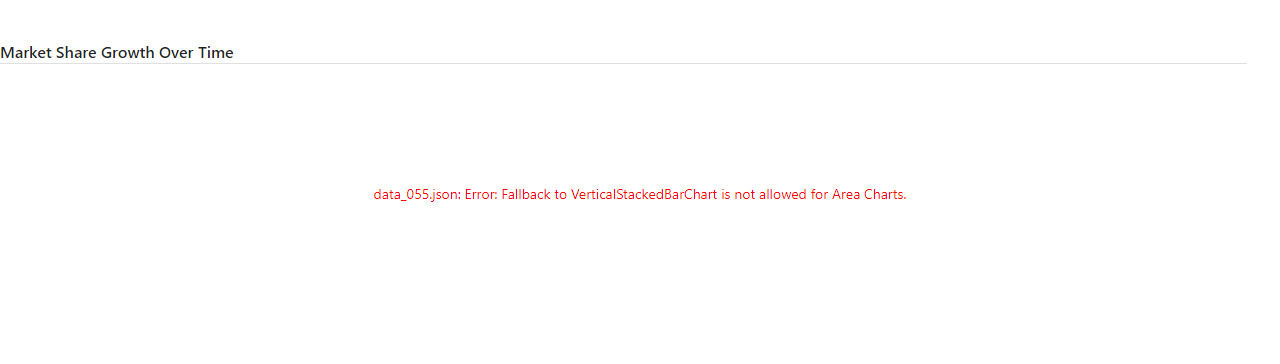 Market Share Growth Over Time
data_055.json: Error: Fallback to VerticalStackedBarChart is not allowed for Area Charts.